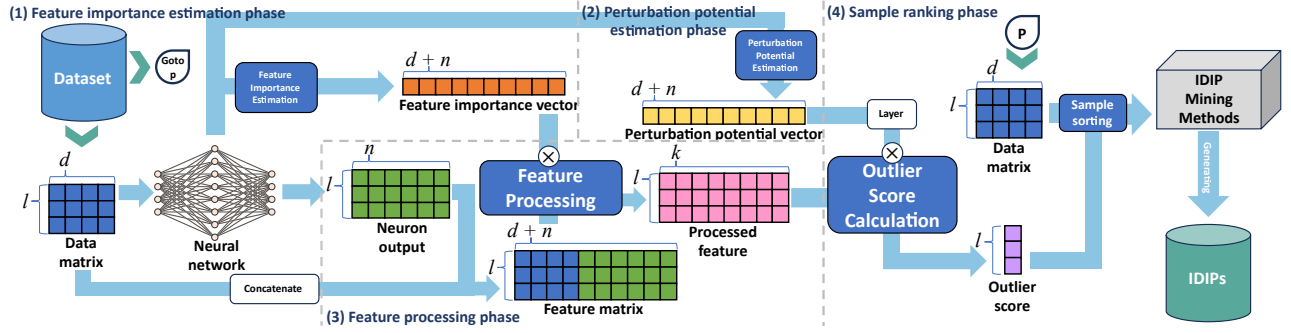 (1) Feature importance estimation phase
Dataset
Goto
p
Feature
Importance
Estimation
d + n
Feature importance vector
(2) Perturbation potential
estimation phase
Perturbation
Potential
Estimation
d + n
Perturbation potential vector
Layer
(4) Sample ranking phase
P
d
l
Data
matrix
Sample
sorting
IDIP
Mining
Methods
Generating
IDIPs
d
l
Data
matrix
Neural
network
Concatenate
n
l
Neuron
output
×
Feature
Processing
d + n
l
Feature matrix
(3) Feature processing phase
k
l
Processed
feature
×
Outlier
Score
Calculation
l
Outlier
score